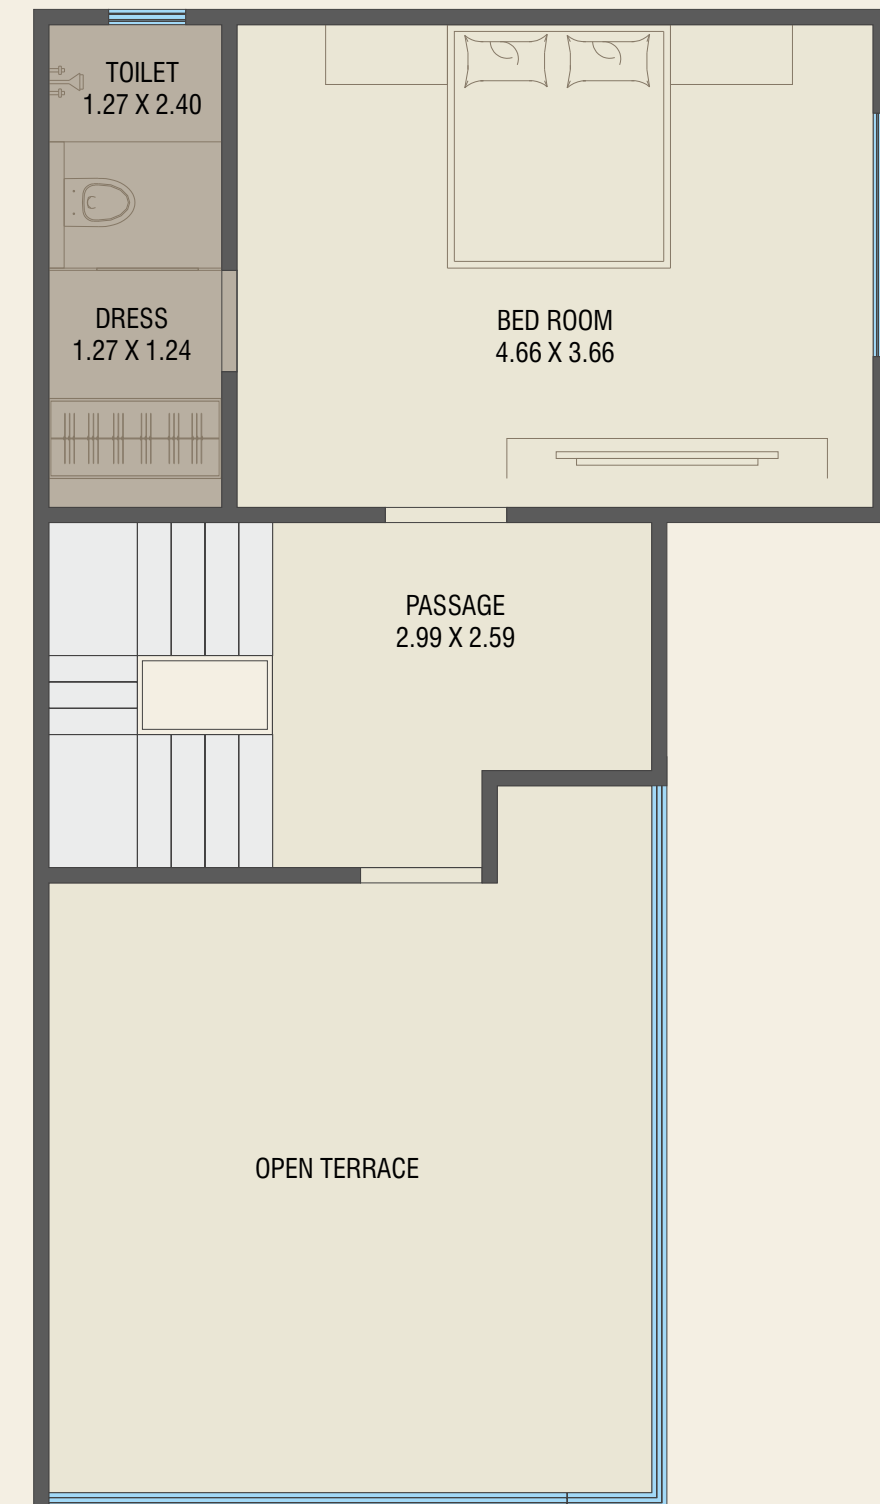 TOILET
1.27 X 2.40
DRESS
1.27 X 1.24
BED ROOM
4.66 X 3.66
PASSAGE
2.99 X 2.59
OPEN TERRACE